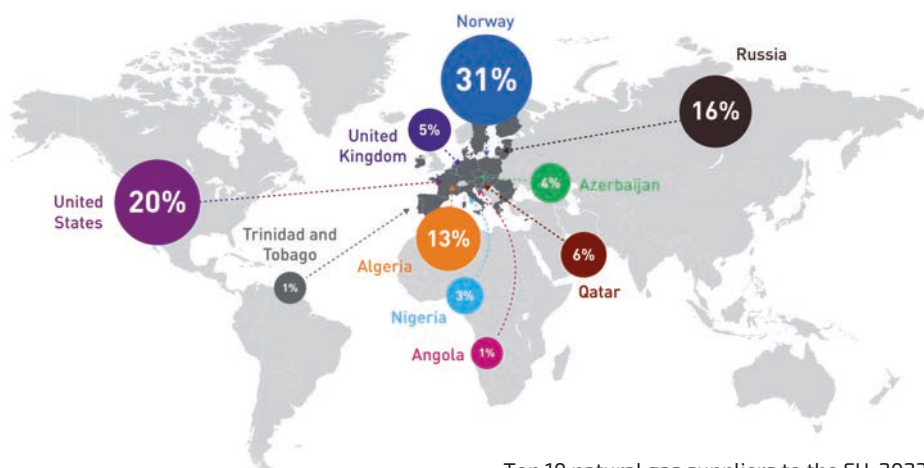 Norway
31%
Russia
16%
United
Kingdom
5%
4%
Azerbaijan
United
States
20%
Trinidad and
Tobago
1%
Algeria
13%
6%
Qatar
Nigeria
3%
Angola
1%